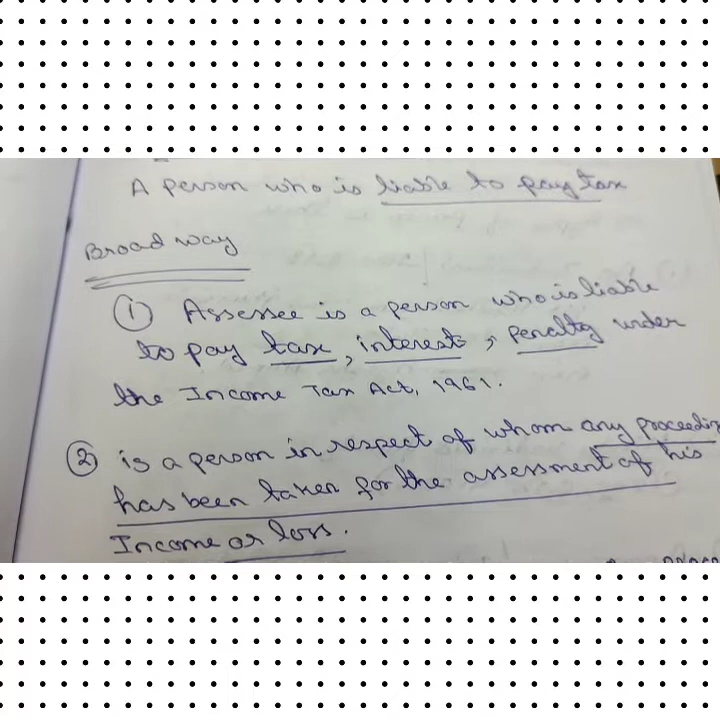 A person who is liable to pay tax
Broad way
① Assessee is a person who is liable
to pay tax, interest, penalty under
the Income Tax Act, 1961.
② is a person in respect of whom any proceedin
has been taken for the assessment of his
Income or loss.